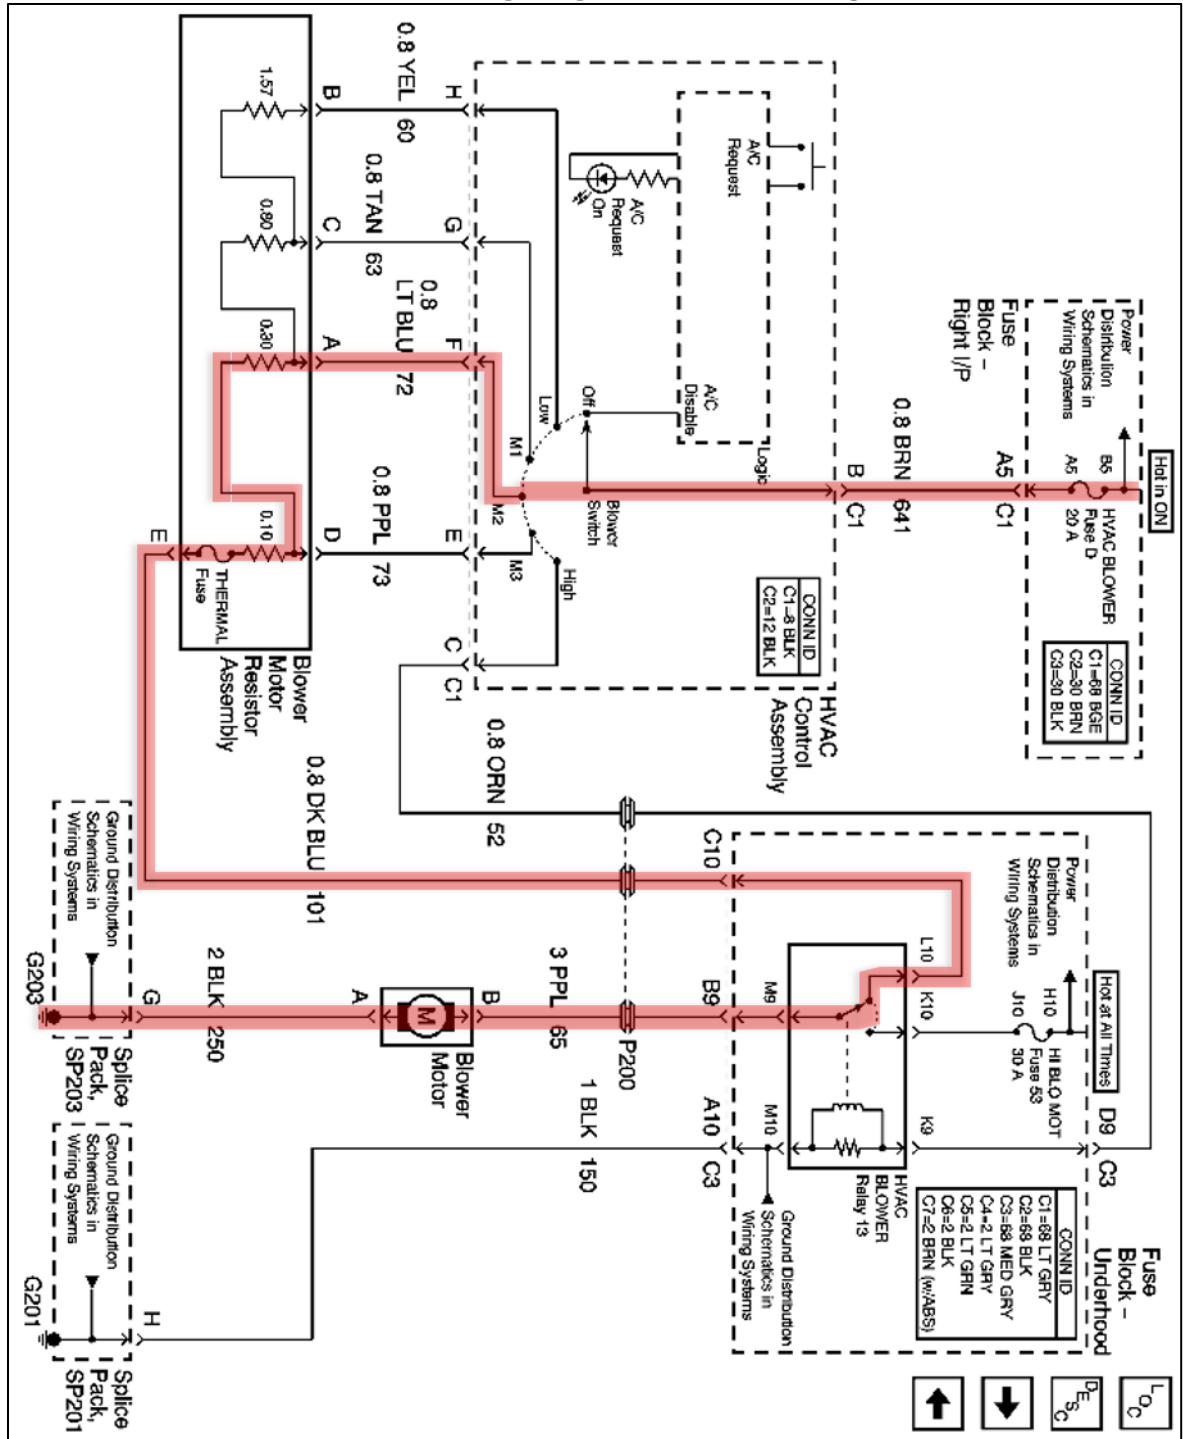 Hot in ON
Power
Distribution
Schematics in
Wiring Systems
B5
A5
HVAC BLOWER
Fuse D
20 A
CONN ID
C1=68 BGE
C2=30 BRN
C3=30 BLK
Fuse
Block –
Right I/P
A5
C1
0.8 BRN
641
B
C1
A/C
Request
A/C
Request
On
A/C
Disable
Logic
Blower
Switch
Off
Low
M1
M2
M3
High
CONN ID
C1=8 BLK
C2=12 BLK
HVAC
Control
Assembly
H
G
F
E
C
C1
0.8 YEL
60
0.8 TAN
63
0.8
LT BLU
72
0.8 PPL
73
0.8 ORN
52
B
C
A
D
E
1.57
0.80
0.30
0.10
THERMAL
Fuse
Blower
Motor
Resistor
Assembly
0.8 DK BLU
101
Hot at All Times
Power
Distribution
Schematics in
Wiring Systems
H10
J10
HI BLO MOT
Fuse 53
30 A
D9
C3
C10
L10
K10
K9
M9
M10
HVAC
BLOWER
Relay 13
CONN ID
C1=68 LT GRY
C2=68 BLK
C3=68 MED GRY
C4=2 LT GRY
C5=2 LT GRN
C6=2 BLK
C7=2 BRN (w/ABS)
Fuse
Block –
Underhood
Ground Distribution
Schematics in
Wiring Systems
B9
A10
C3
P200
3 PPL
65
1 BLK
150
B
A
M
Blower
Motor
2 BLK
250
G
Ground Distribution
Schematics in
Wiring Systems
G203
Splice
Pack,
SP203
H
Ground Distribution
Schematics in
Wiring Systems
G201
Splice
Pack,
SP201
LOC
DESC